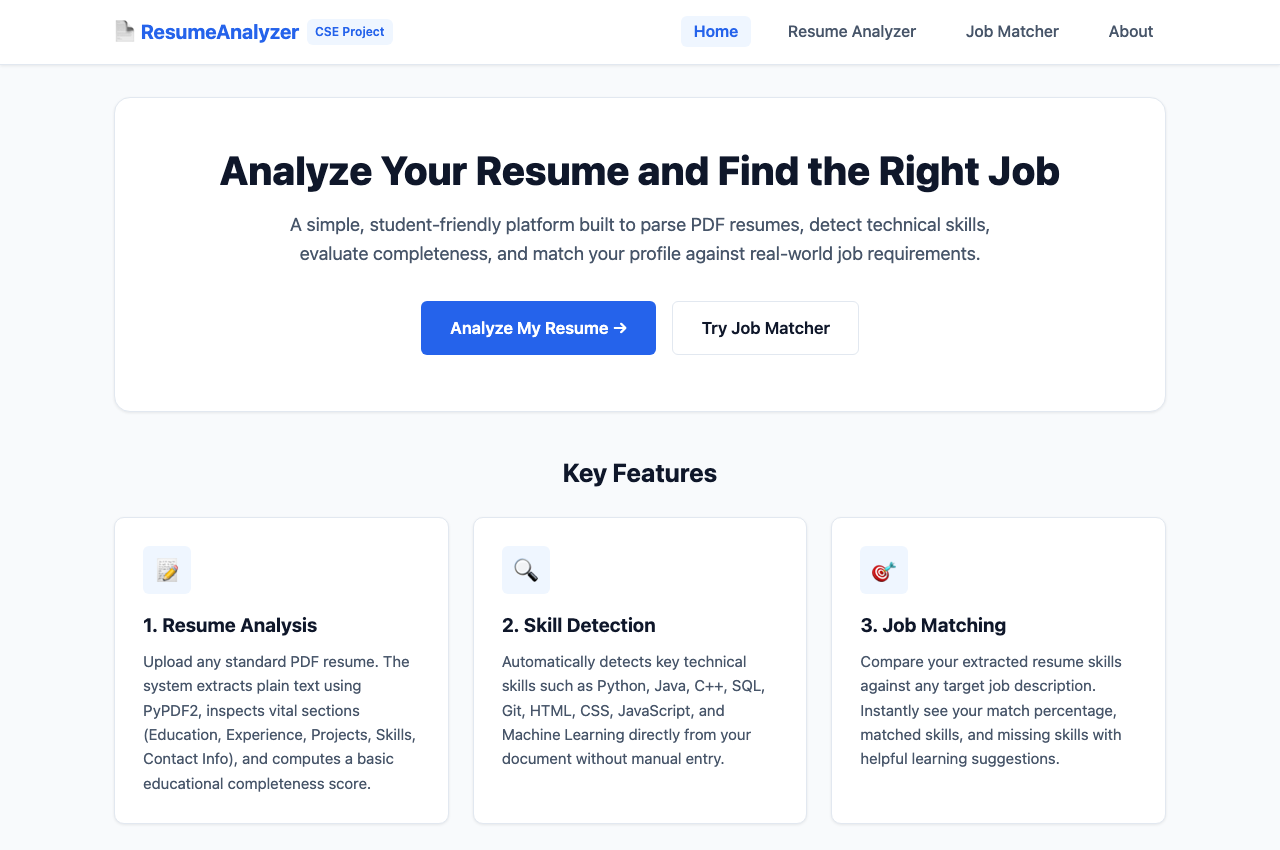 ResumeAnalyzer CSE Project Home Resume Analyzer Job Matcher About
Analyze Your Resume and Find the Right Job
A simple, student-friendly platform built to parse PDF resumes, detect technical skills,
evaluate completeness, and match your profile against real-world job requirements.
Analyze My Resume → Try Job Matcher
Key Features
1. Resume Analysis
Upload any standard PDF resume. The
system extracts plain text using
PyPDF2, inspects vital sections
(Education, Experience, Projects, Skills,
Contact Info), and computes a basic
educational completeness score.
2. Skill Detection
Automatically detects key technical
skills such as Python, Java, C++, SQL,
Git, HTML, CSS, JavaScript, and
Machine Learning directly from your
document without manual entry.
3. Job Matching
Compare your extracted resume skills
against any target job description.
Instantly see your match percentage,
matched skills, and missing skills with
helpful learning suggestions.